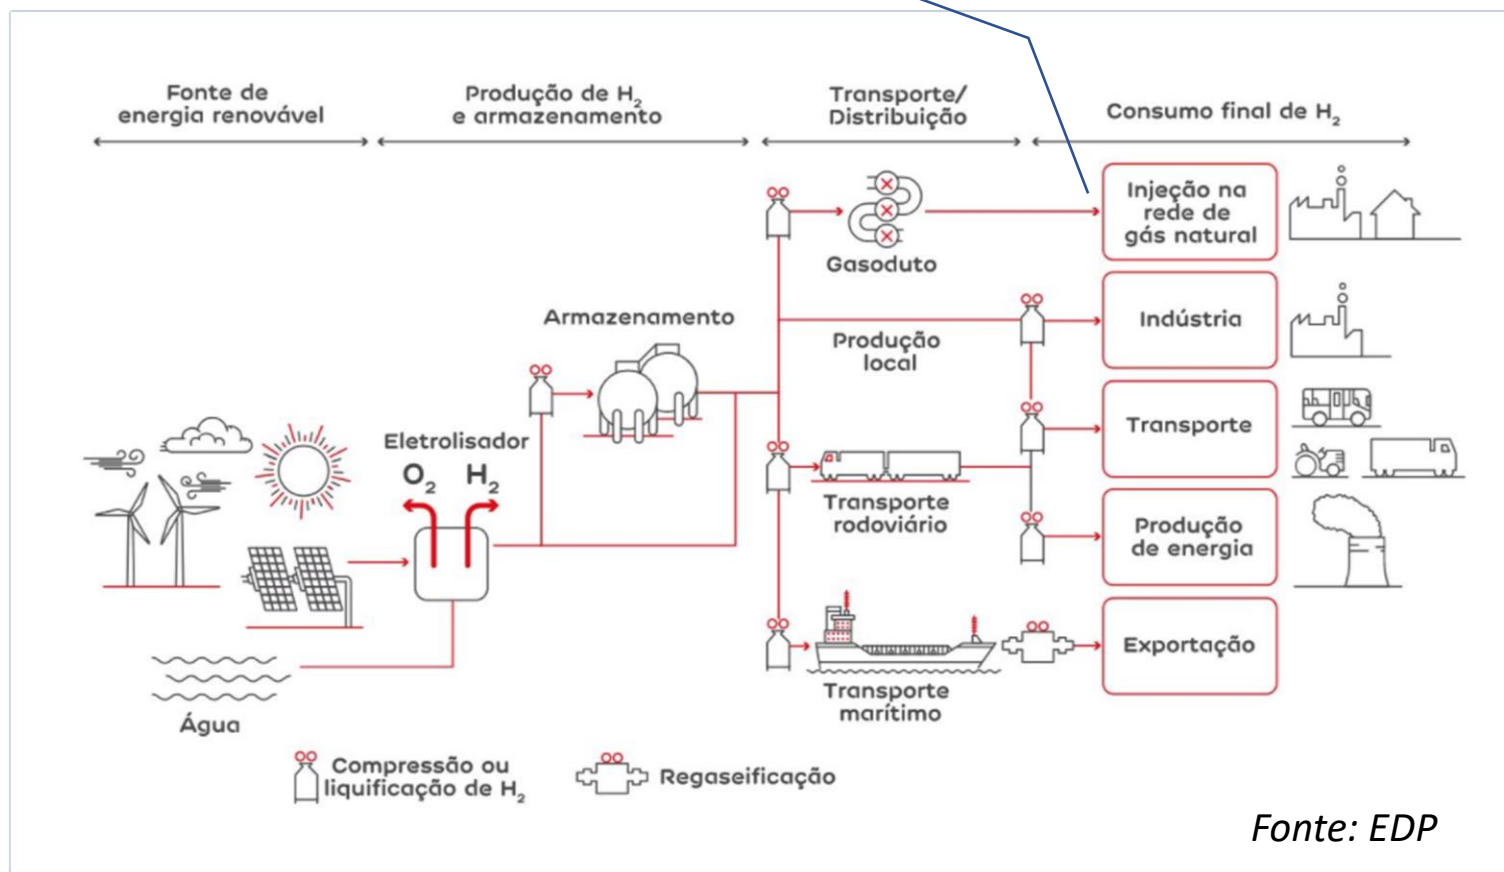 Fonte de
energia renovável
Produção de H₂
e armazenamento
Transporte/
Distribuição
Consumo final de H₂
Injeção na
rede de
gás natural
Gasoduto
Armazenamento
Indústria
Produção
local
Eletrolisador
O₂ H₂
Transporte
Transporte
rodoviário
Produção
de energia
Exportação
Transporte
marítimo
Água
Compressão ou
liquificação de H₂
Regaseificação
Fonte: EDP